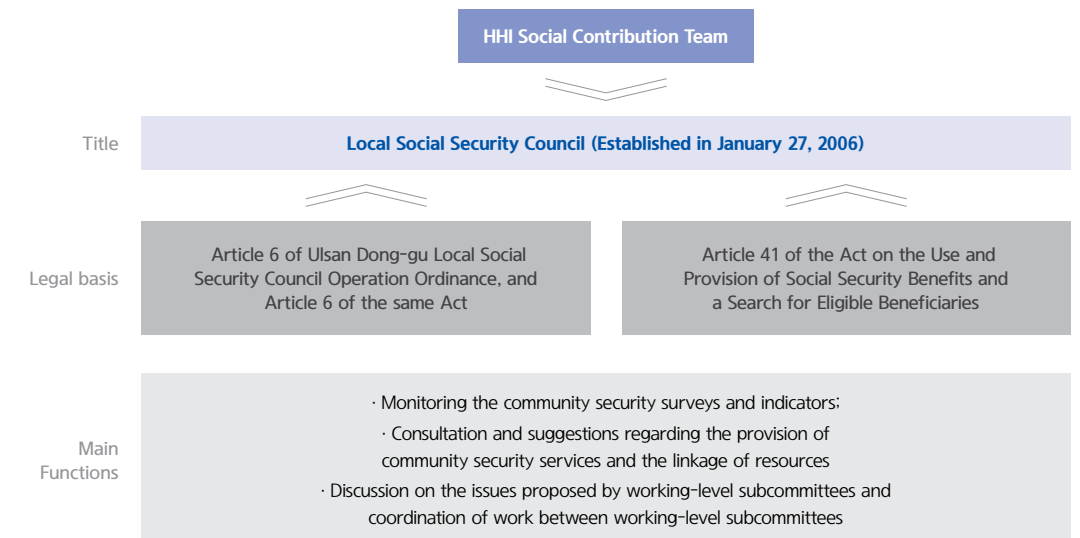 HHI Social Contribution Team
Title
Local Social Security Council (Established in January 27, 2006)
Legal basis
Article 6 of Ulsan Dong-gu Local Social
Security Council Operation Ordinance, and
Article 6 of the same Act
Article 41 of the Act on the Use and
Provision of Social Security Benefits and
a Search for Eligible Beneficiaries
Main
Functions
· Monitoring the community security surveys and indicators;
· Consultation and suggestions regarding the provision of
community security services and the linkage of resources
· Discussion on the issues proposed by working-level subcommittees and
coordination of work between working-level subcommittees